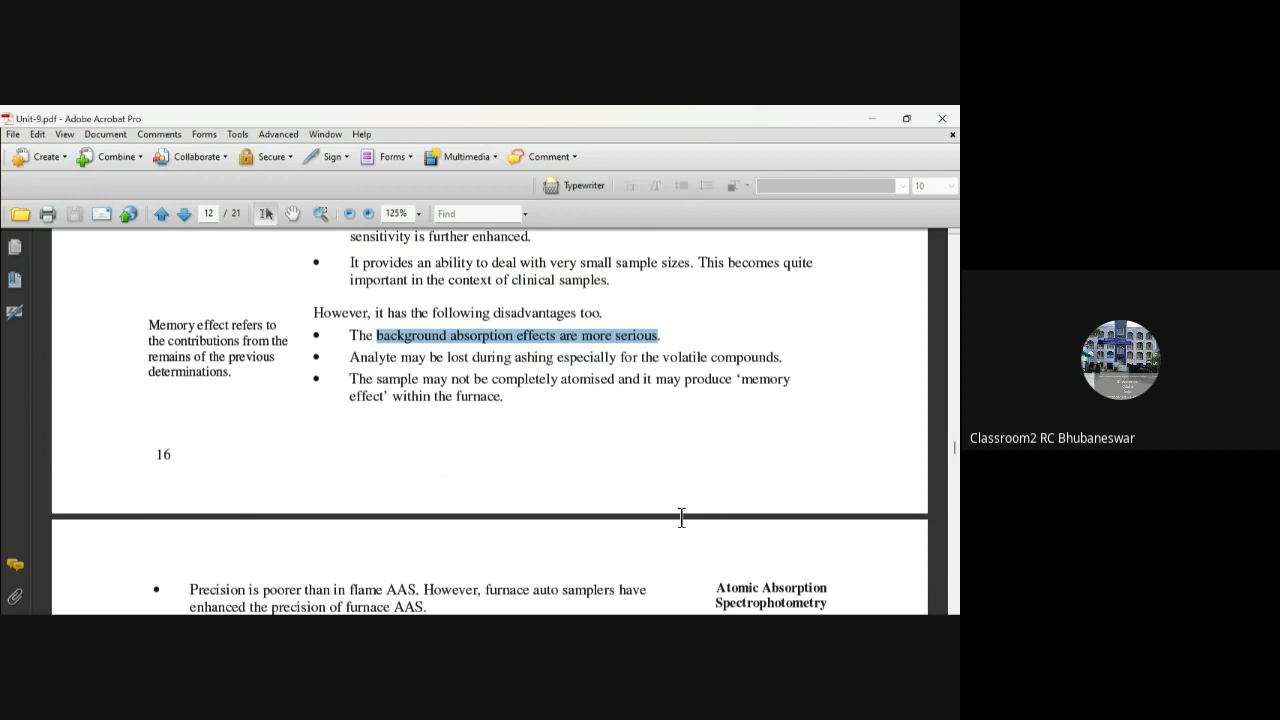 Unit-9.pdf - Adobe Acrobat Pro
File Edit View Document Comments Forms Tools Advanced Window Help
Create Combine Collaborate Secure Sign Forms Multimedia Comment
Typewriter 10
12 / 21 125% Find
sensitivity is further enhanced.
• It provides an ability to deal with very small sample sizes. This becomes quite
important in the context of clinical samples.
However, it has the following disadvantages too.
Memory effect refers to
the contributions from the
remains of the previous
determinations.
• The background absorption effects are more serious.
• Analyte may be lost during ashing especially for the volatile compounds.
• The sample may not be completely atomised and it may produce ‘memory
effect’ within the furnace.
16
• Precision is poorer than in flame AAS. However, furnace auto samplers have
enhanced the precision of furnace AAS.
Atomic Absorption
Spectrophotometry
Classroom2 RC Bhubaneswar